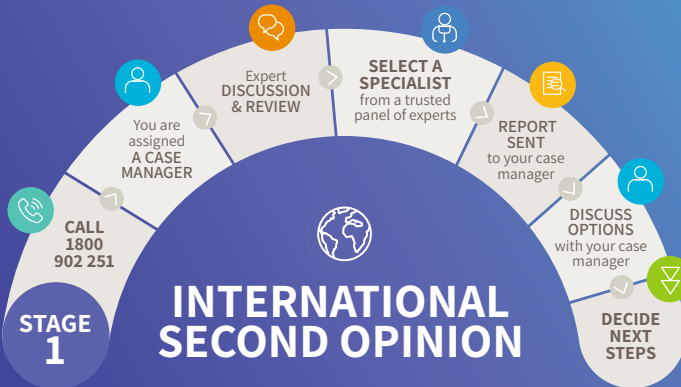 STAGE
1
CALL
1800
902 251
You are
assigned
A CASE
MANAGER
Expert
DISCUSSION
& REVIEW
SELECT A
SPECIALIST
from a trusted
panel of experts
REPORT
SENT
to your case
manager
DISCUSS
OPTIONS
with your case
manager
DECIDE
NEXT
STEPS
INTERNATIONAL
SECOND OPINION